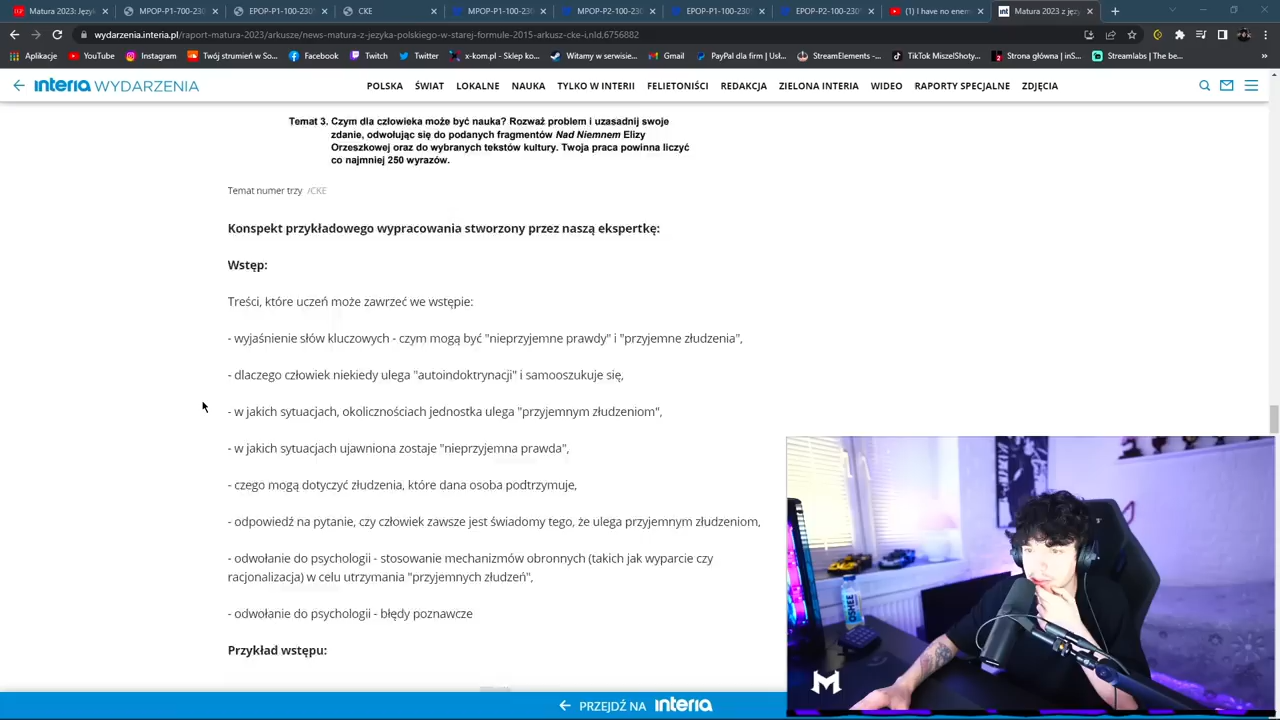 Matura 2023: Język
MPOP-P1-700-230
EPOP-P1-100-230
CKE
MPOP-P2-100-230
EPOP-P1-100-230
EPOP-P2-100-230
(1) I have no enem
Matura 2023 z języ
wydarzenia.interia.pl/raport-matura-2023/arkusze/news-matura-z-jezyka-polskiego-w-starej-formule-2015-arkusz-cke-i,nId.6756882
Aplikacje
YouTube
Instagram
Twój strumień w So...
Facebook
Twitch
Twitter
x-kom.pl - Sklep ko...
Witamy w serwisie...
Gmail
PayPal dla firm | Ust...
StreamElements -...
TikTok MiszelShoty...
Strona główna | inS...
Streamlabs | The be...
interia WYDARZENIA
POLSKA ŚWIAT LOKALNE NAUKA TYLKO W INTERII FELIETONIŚCI REDAKCJA ZIELONA INTERIA WIDEO RAPORTY SPECJALNE ZDJĘCIA
Temat 3. Czym dla człowieka może być nauka? Rozważ problem i uzasadnij swoje
zdanie, odwołując się do podanych fragmentów Nad Niemnem Elizy
Orzeszkowej oraz do wybranych tekstów kultury. Twoja praca powinna liczyć
co najmniej 250 wyrazów.
Temat numer trzy /CKE
Konspekt przykładowego wypracowania stworzony przez naszą ekspertkę:
Wstęp:
Treści, które uczeń może zawrzeć we wstępie:
- wyjaśnienie słów kluczowych - czym mogą być "nieprzyjemne prawdy" i "przyjemne złudzenia",
- dlaczego człowiek niekiedy ulega "autoindoktrynacji" i samooszukuje się,
- w jakich sytuacjach, okolicznościach jednostka ulega "przyjemnym złudzeniom",
- w jakich sytuacjach ujawniona zostaje "nieprzyjemna prawda",
- czego mogą dotyczyć złudzenia, które dana osoba podtrzymuje,
- odpowiedź na pytanie, czy człowiek zawsze jest świadomy tego, że ulega przyjemnym złudzeniom,
- odwołanie do psychologii - stosowanie mechanizmów obronnych (takich jak wyparcie czy
racjonalizacja) w celu utrzymania "przyjemnych złudzeń",
- odwołanie do psychologii - błędy poznawcze
Przykład wstępu:
OSHEE
M
PRZEJDŹ NA interia